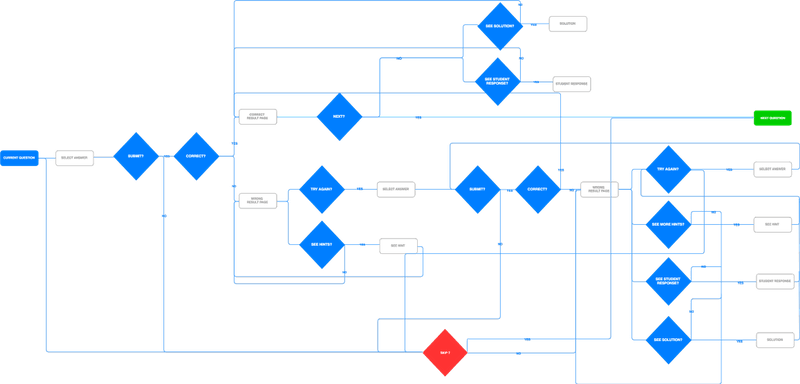 SEE SOLUTION?
YES
SOLUTION
NO
SEE STUDENT
RESPONSE?
YES
STUDENT RESPONSE
CORRECT
RESULT PAGE
NEXT?
YES
NEXT QUESTION
CURRENT QUESTION
SELECT ANSWER
SUBMIT?
YES
CORRECT?
YES
NO
WRONG
RESULT PAGE
TRY AGAIN?
YES
SELECT ANSWER
SUBMIT?
YES
CORRECT?
YES
NO
WRONG
RESULT PAGE
TRY AGAIN?
YES
SELECT ANSWER
NO
SEE HINTS?
YES
SEE HINT
NO
NO
SEE MORE HINTS?
NO
YES
SEE HINT
SEE STUDENT
RESPONSE?
NO
YES
STUDENT RESPONSE
SEE SOLUTION?
NO
YES
SOLUTION
SKIP?
YES
NO